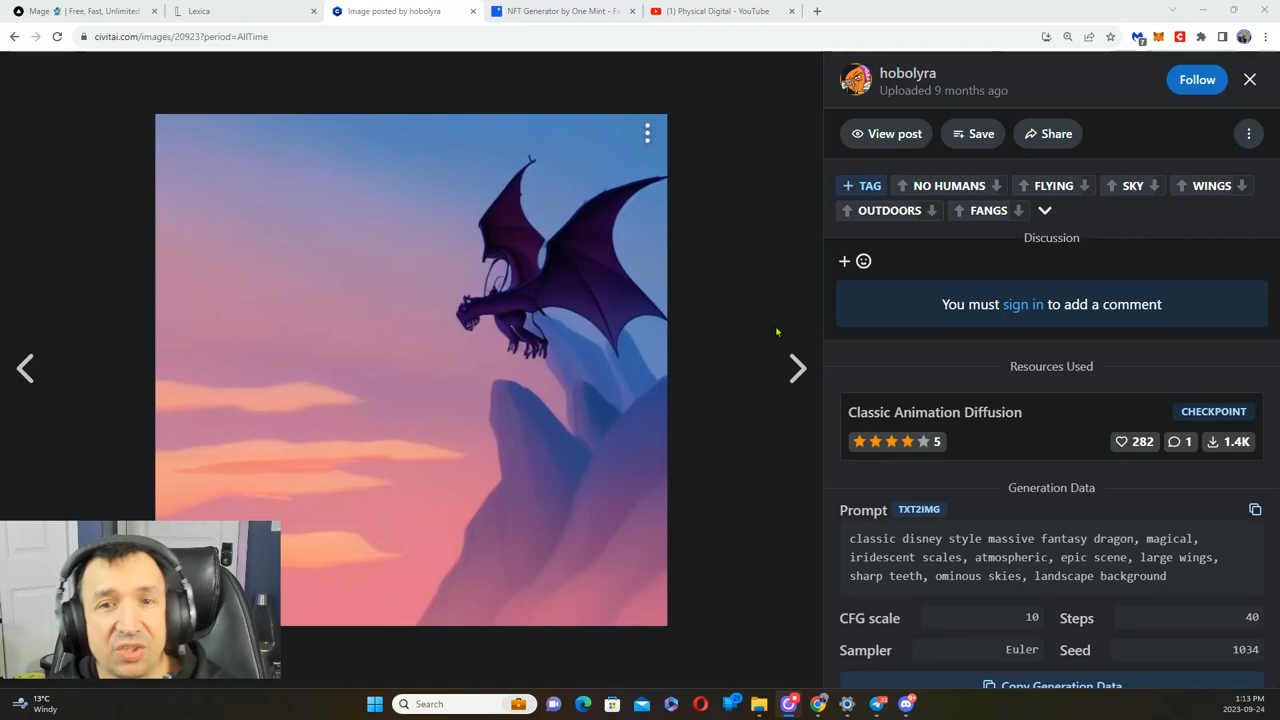 Mage | Free, Fast, Unlimited
Lexica
Image posted by hobolyra
NFT Generator by One Mint - Fr
(1) Physical Digital - YouTube
civitai.com/images/20923?period=AllTime
7
hobolyra
Uploaded 9 months ago
Follow
View post
Save
Share
TAG
NO HUMANS
FLYING
SKY
WINGS
OUTDOORS
FANGS
Discussion
You must sign in to add a comment
Resources Used
Classic Animation Diffusion
CHECKPOINT
5
282
1
1.4K
Generation Data
Prompt TXT2IMG
classic disney style massive fantasy dragon, magical,
iridescent scales, atmospheric, epic scene, large wings,
sharp teeth, ominous skies, landscape background
CFG scale 10 Steps 40
Sampler Euler Seed 1034
Copy Generation Data
13°C
Windy
Search
1:13 PM
2023-09-24